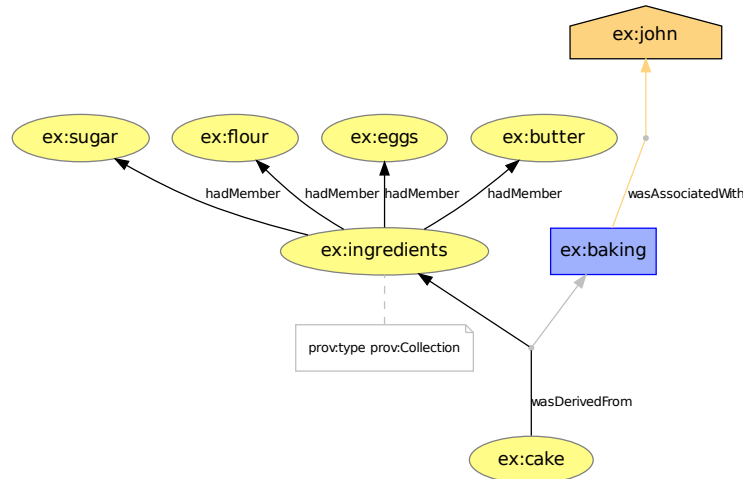 ex:john
ex:sugar
ex:flour
ex:eggs
ex:butter
hadMember
hadMember
hadMember
hadMember
wasAssociatedWith
ex:ingredients
ex:baking
prov:type prov:Collection
wasDerivedFrom
ex:cake